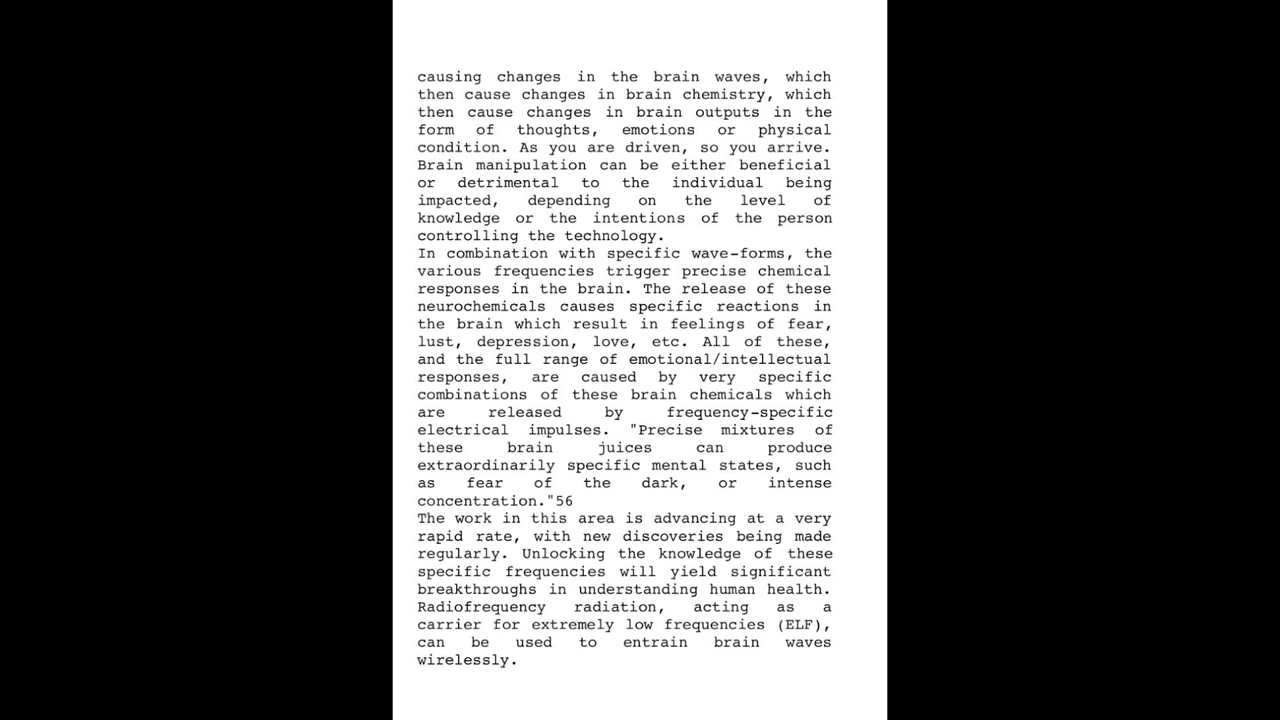 causing changes in the brain waves, which
then cause changes in brain chemistry, which
then cause changes in brain outputs in the
form of thoughts, emotions or physical
condition. As you are driven, so you arrive.
Brain manipulation can be either beneficial
or detrimental to the individual being
impacted, depending on the level of
knowledge or the intentions of the person
controlling the technology.
In combination with specific wave-forms, the
various frequencies trigger precise chemical
responses in the brain. The release of these
neurochemicals causes specific reactions in
the brain which result in feelings of fear,
lust, depression, love, etc. All of these,
and the full range of emotional/intellectual
responses, are caused by very specific
combinations of these brain chemicals which
are released by frequency-specific
electrical impulses. "Precise mixtures of
these brain juices can produce
extraordinarily specific mental states, such
as fear of the dark, or intense
concentration."56
The work in this area is advancing at a very
rapid rate, with new discoveries being made
regularly. Unlocking the knowledge of these
specific frequencies will yield significant
breakthroughs in understanding human health.
Radiofrequency radiation, acting as a
carrier for extremely low frequencies (ELF),
can be used to entrain brain waves
wirelessly.